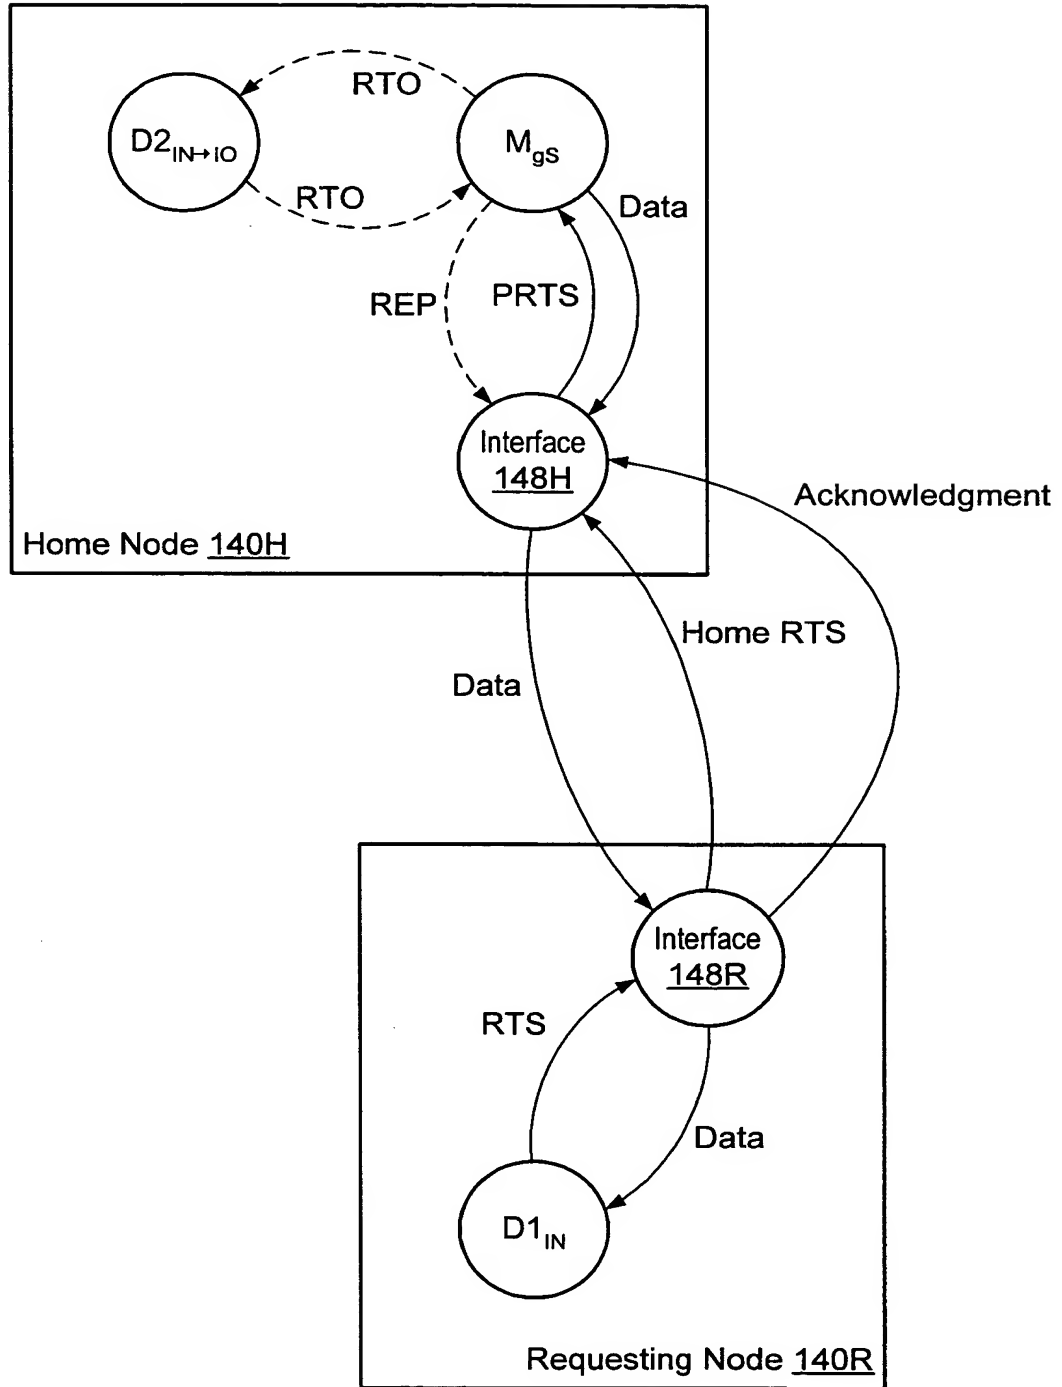 RTO
D2IN→IO
MgS
RTO
Data
REP
PRTS
Interface
148H
Acknowledgment
Home Node 140H
Home RTS
Data
Interface
148R
RTS
Data
D1IN
Requesting Node 140R